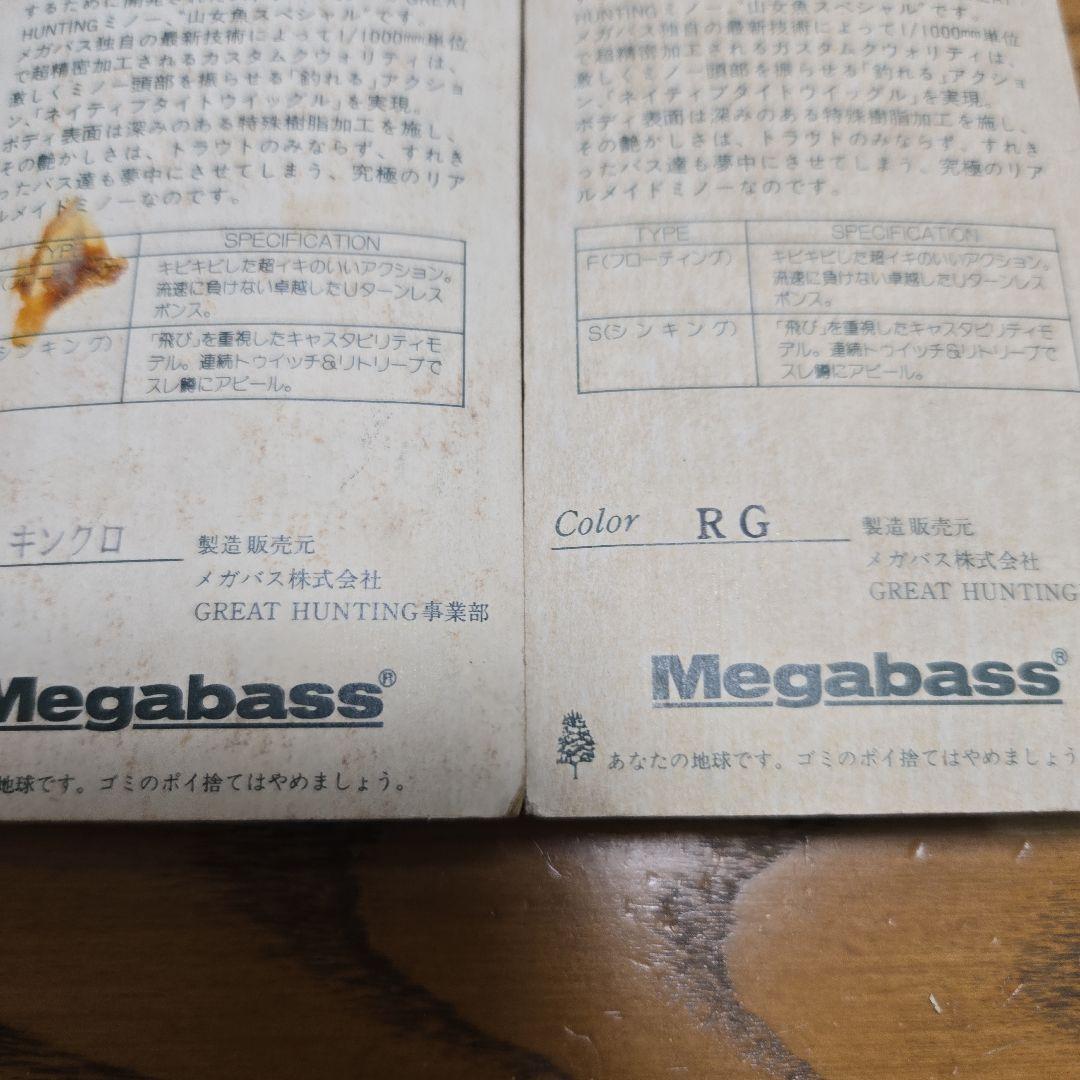 するために開発された
HUNTINGミノー、"山女魚スペシャル"です。
メガバス独自の最新技術によって1/1000mm単位
で超精密加工されるカスタムクウォリティは、
激しくミノー頭部を振らせる「釣れる」アクショ
ン、「ネイティブタイトウイッグル」を実現。
ボディ表面は深みのある特殊樹脂加工を施し、
その艶かしさは、トラウトのみならず、すれき
ったバス達も夢中にさせてしまう、究極のリア
ルメイドミノーなのです。
TYPE SPECIFICATION
キビキビした超イキのいいアクション。
流速に負けない卓越したUターンレス
ポンス。
シンキング) 「飛び」を重視したキャスタビリティモ
デル。連続トゥイッチ&リトリーブで
スレ鱒にアピール。
キンクロ 製造販売元
メガバス株式会社
GREAT HUNTING事業部
Megabass®
地球です。ゴミのポイ捨てはやめましょう。
HUNTINGミノー、"山女魚スペシャル"です。
メガバス独自の最新技術によって1/1000mm単位
で超精密加工されるカスタムクウォリティは、
激しくミノー頭部を振らせる「釣れる」アクショ
ン、「ネイティブタイトウイッグル」を実現。
ボディ表面は深みのある特殊樹脂加工を施し、
その艶かしさは、トラウトのみならず、すれき
ったバス達も夢中にさせてしまう、究極のリア
ルメイドミノーなのです。
TYPE SPECIFICATION
F(フローティング) キビキビした超イキのいいアクション。
流速に負けない卓越したUターンレス
ポンス。
S(シンキング) 「飛び」を重視したキャスタビリティモ
デル。連続トゥイッチ&リトリーブで
スレ鱒にアピール。
Color RG 製造販売元
メガバス株式会社
GREAT HUNTING
Megabass®
あなたの地球です。ゴミのポイ捨てはやめましょう